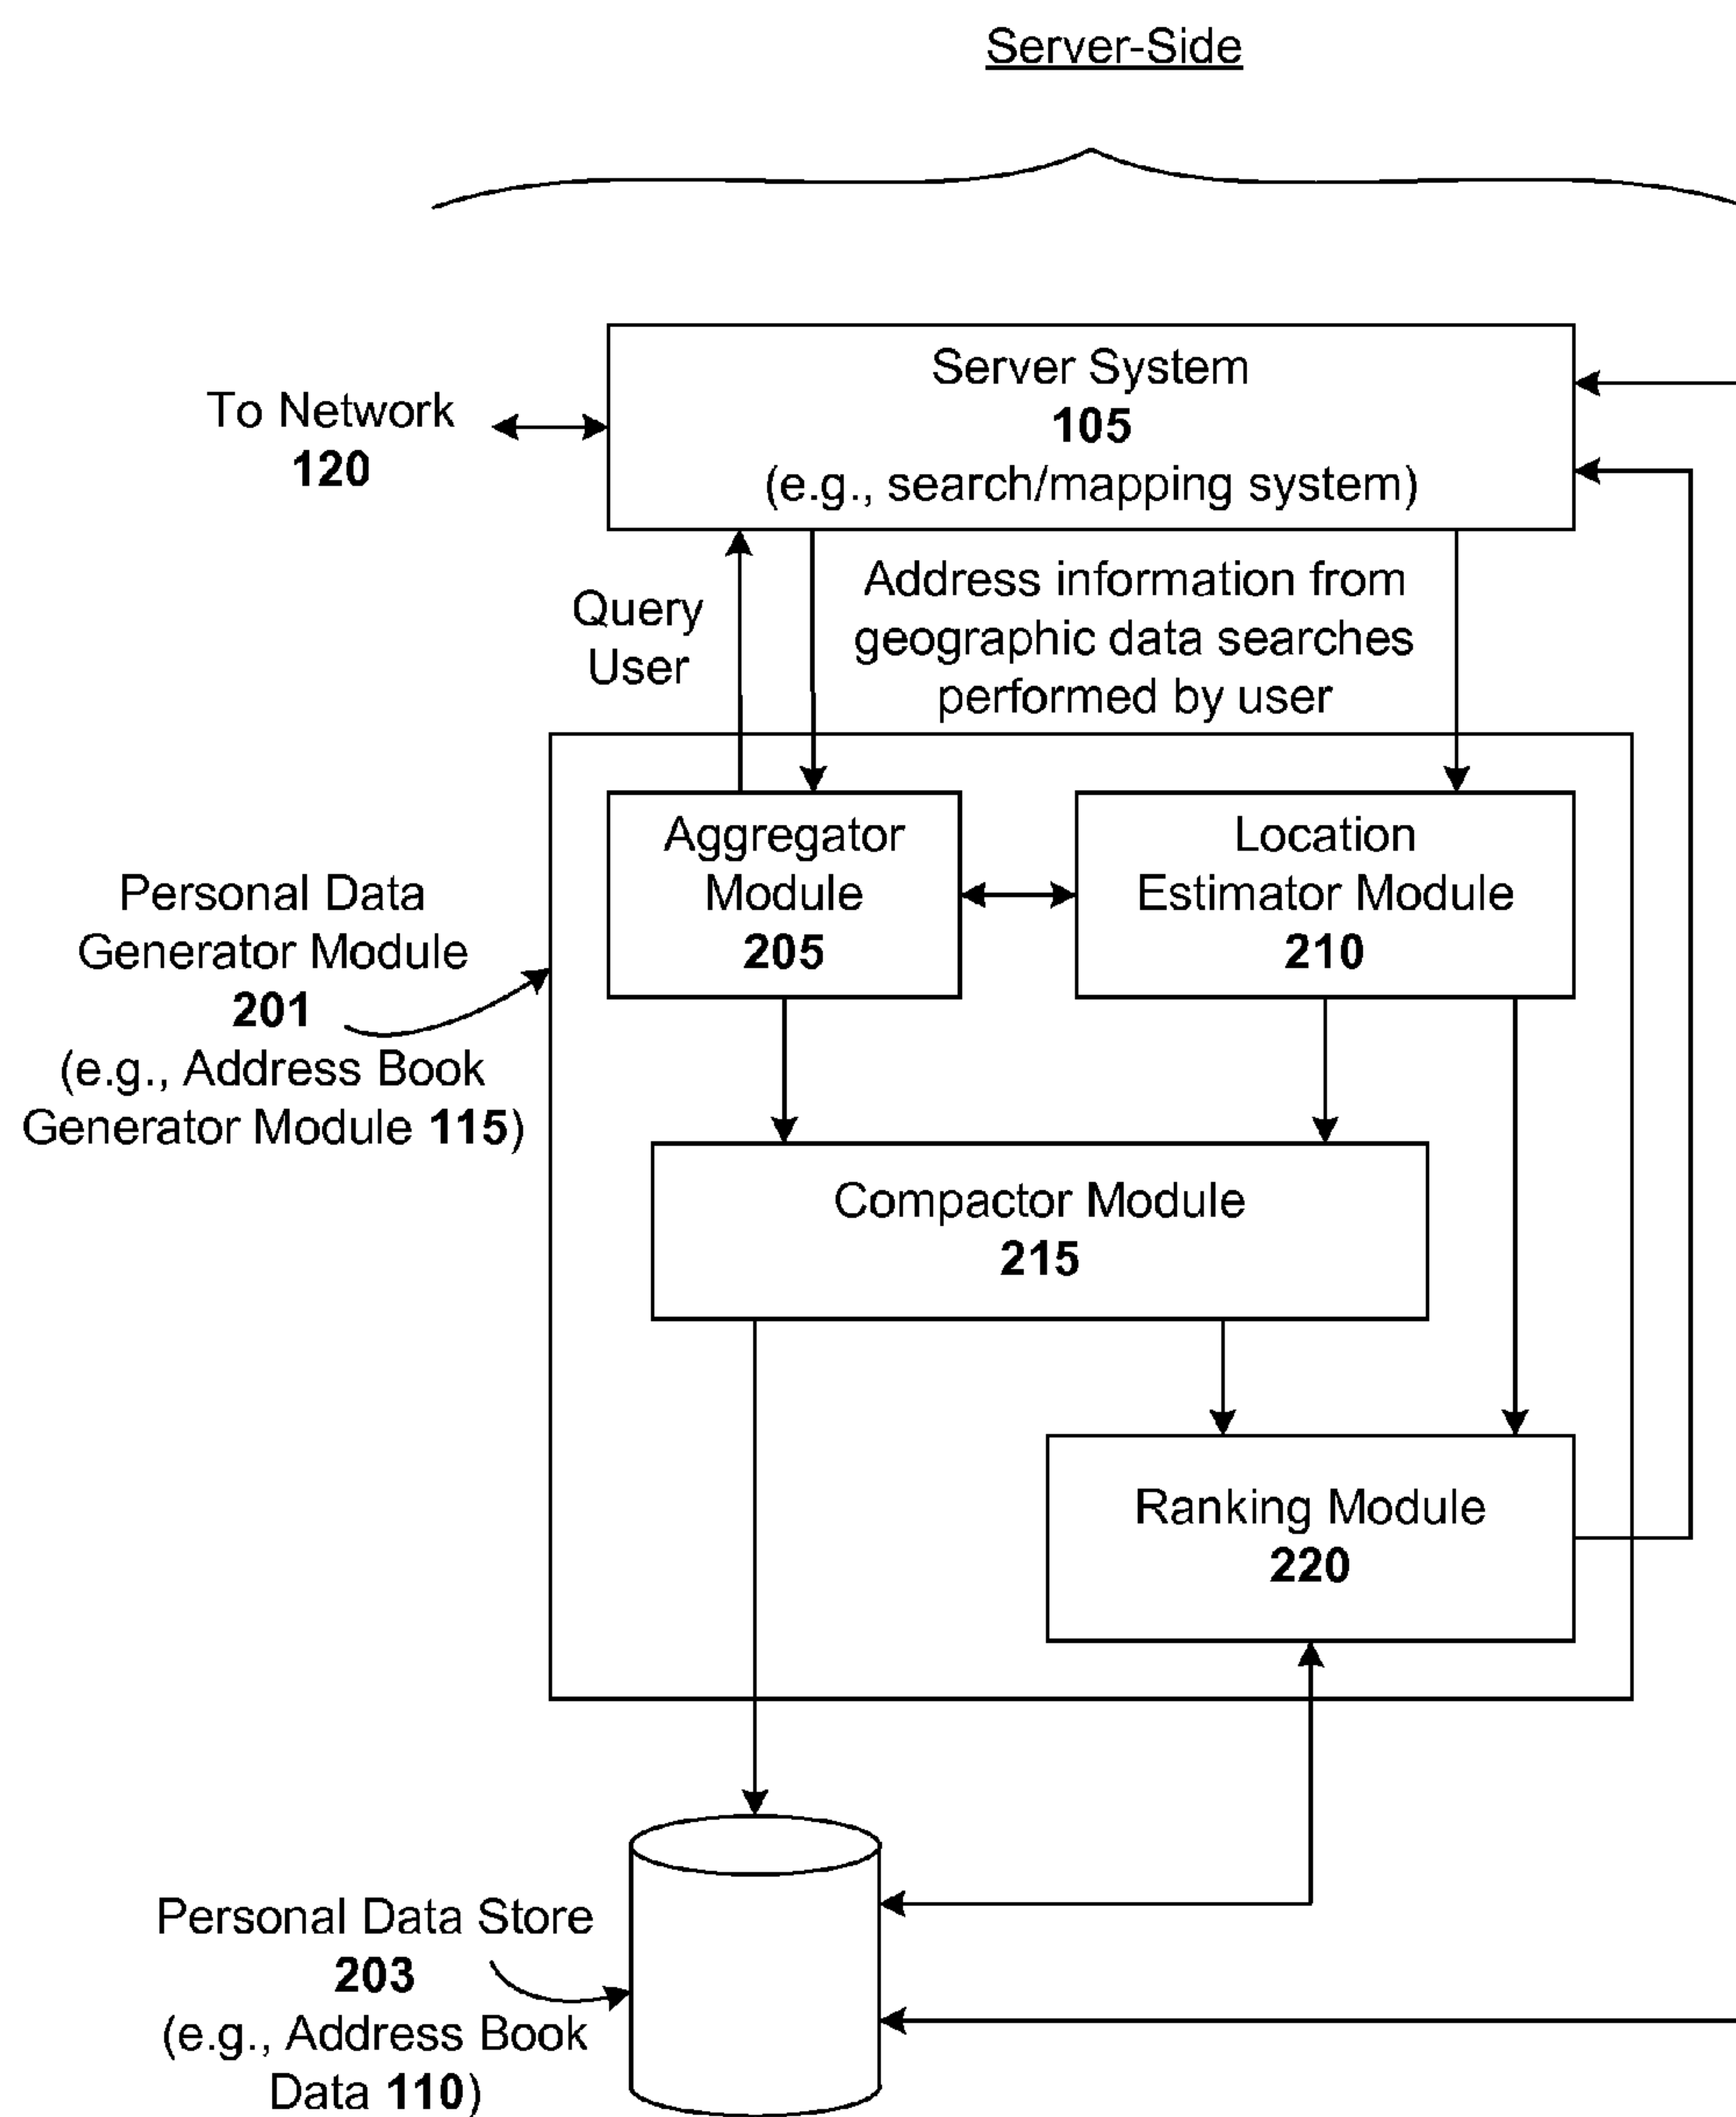 Server-Side
Server System
105
(e.g., search/mapping system)
To Network
120
Query
User
Address information from
geographic data searches
performed by user
Aggregator
Module
205
Location
Estimator Module
210
Personal Data
Generator Module
201
(e.g., Address Book
Generator Module 115)
Compactor Module
215
Ranking Module
220
Personal Data Store
203
(e.g., Address Book
Data 110)